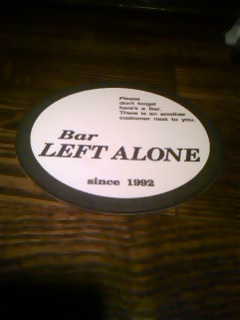 Please
don't forget
here's a Bar.
There is an another
customer next to you.
Bar
LEFT ALONE
since 1992